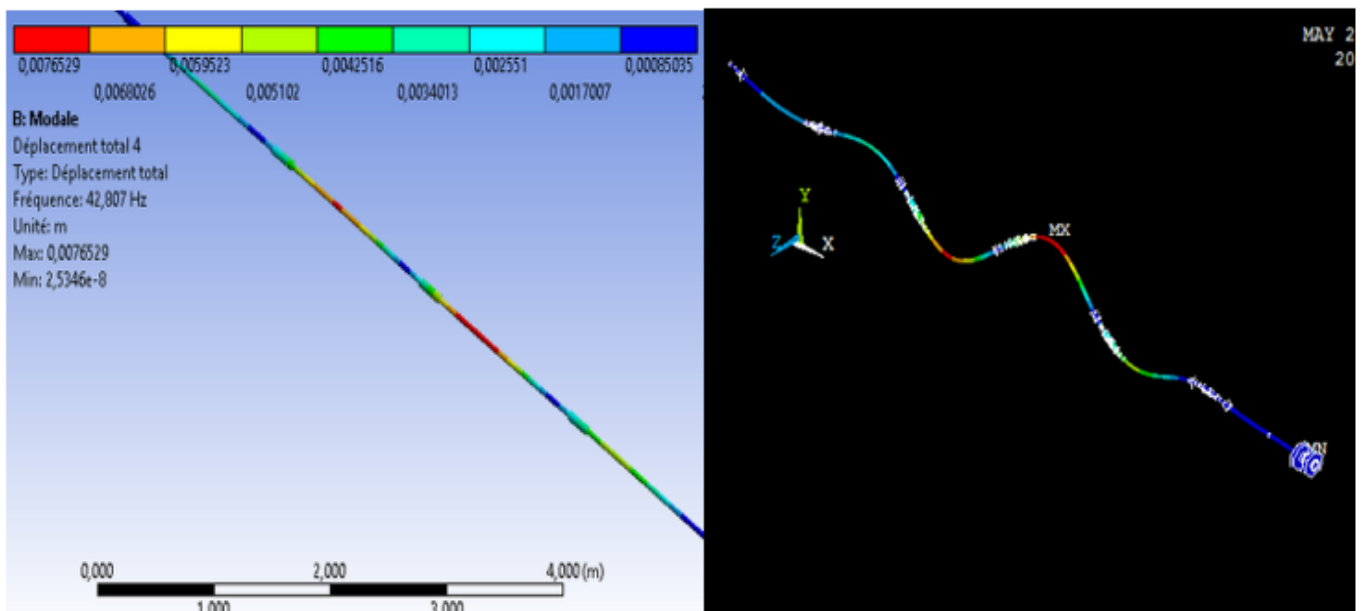 0,0076529 0,0059523 0,0042516 0,002551 0,00085035
0,0068026 0,005102 0,0034013 0,0017007
B: Modale
Déplacement total 4
Type: Déplacement total
Fréquence: 42,807 Hz
Unité: m
Max: 0,0076529
Min: 2,5346e-8
0,000 2,000 4,000 (m)
1,000 3,000
MAY 2
20
Y
Z X
MX
MN